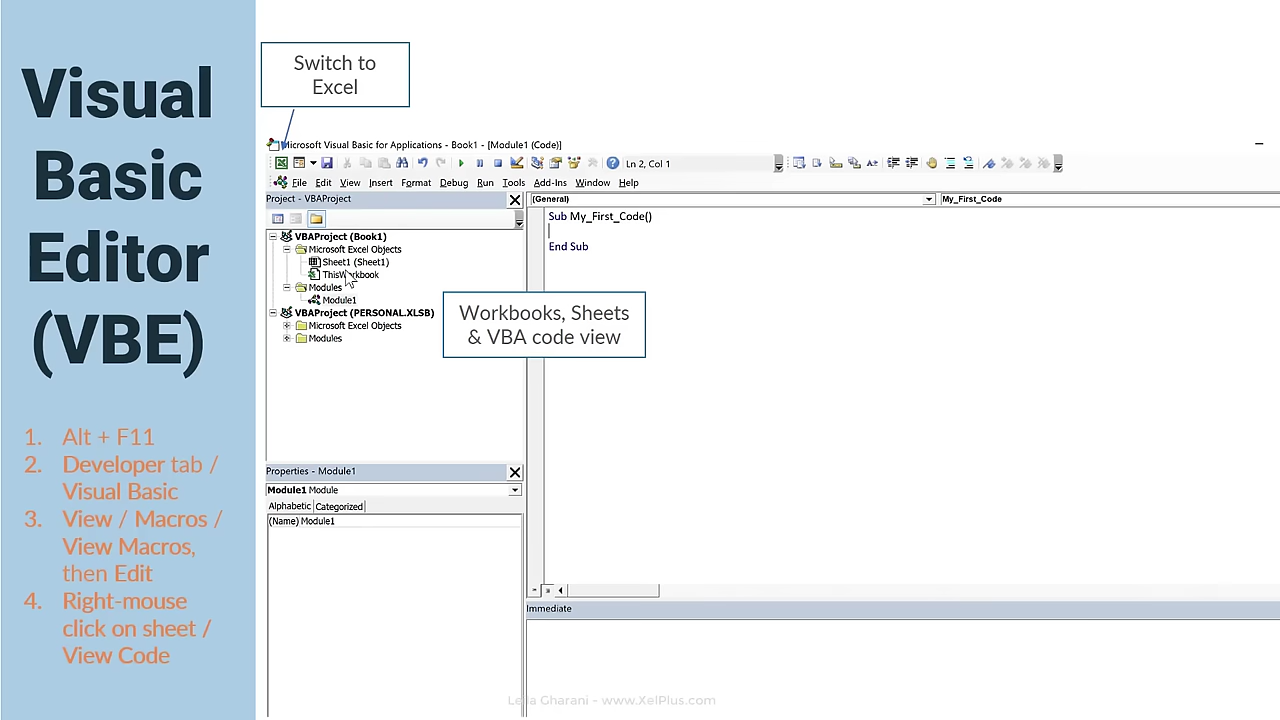 Visual
Basic
Editor
(VBE)
1. Alt + F11
2. Developer tab /
Visual Basic
3. View / Macros /
View Macros,
then Edit
4. Right-mouse
click on sheet /
View Code
Switch to
Excel
Microsoft Visual Basic for Applications - Book1 - [Module1 (Code)]
Ln 2, Col 1
File Edit View Insert Format Debug Run Tools Add-Ins Window Help
Project - VBAProject
VBAProject (Book1)
Microsoft Excel Objects
Sheet1 (Sheet1)
ThisWorkbook
Modules
Module1
VBAProject (PERSONAL.XLSB)
Microsoft Excel Objects
Modules
Workbooks, Sheets
& VBA code view
Properties - Module1
Module1 Module
Alphabetic Categorized
(Name) Module1
(General) My_First_Code
Sub My_First_Code()
End Sub
Immediate
Leila Gharani - www.XelPlus.com